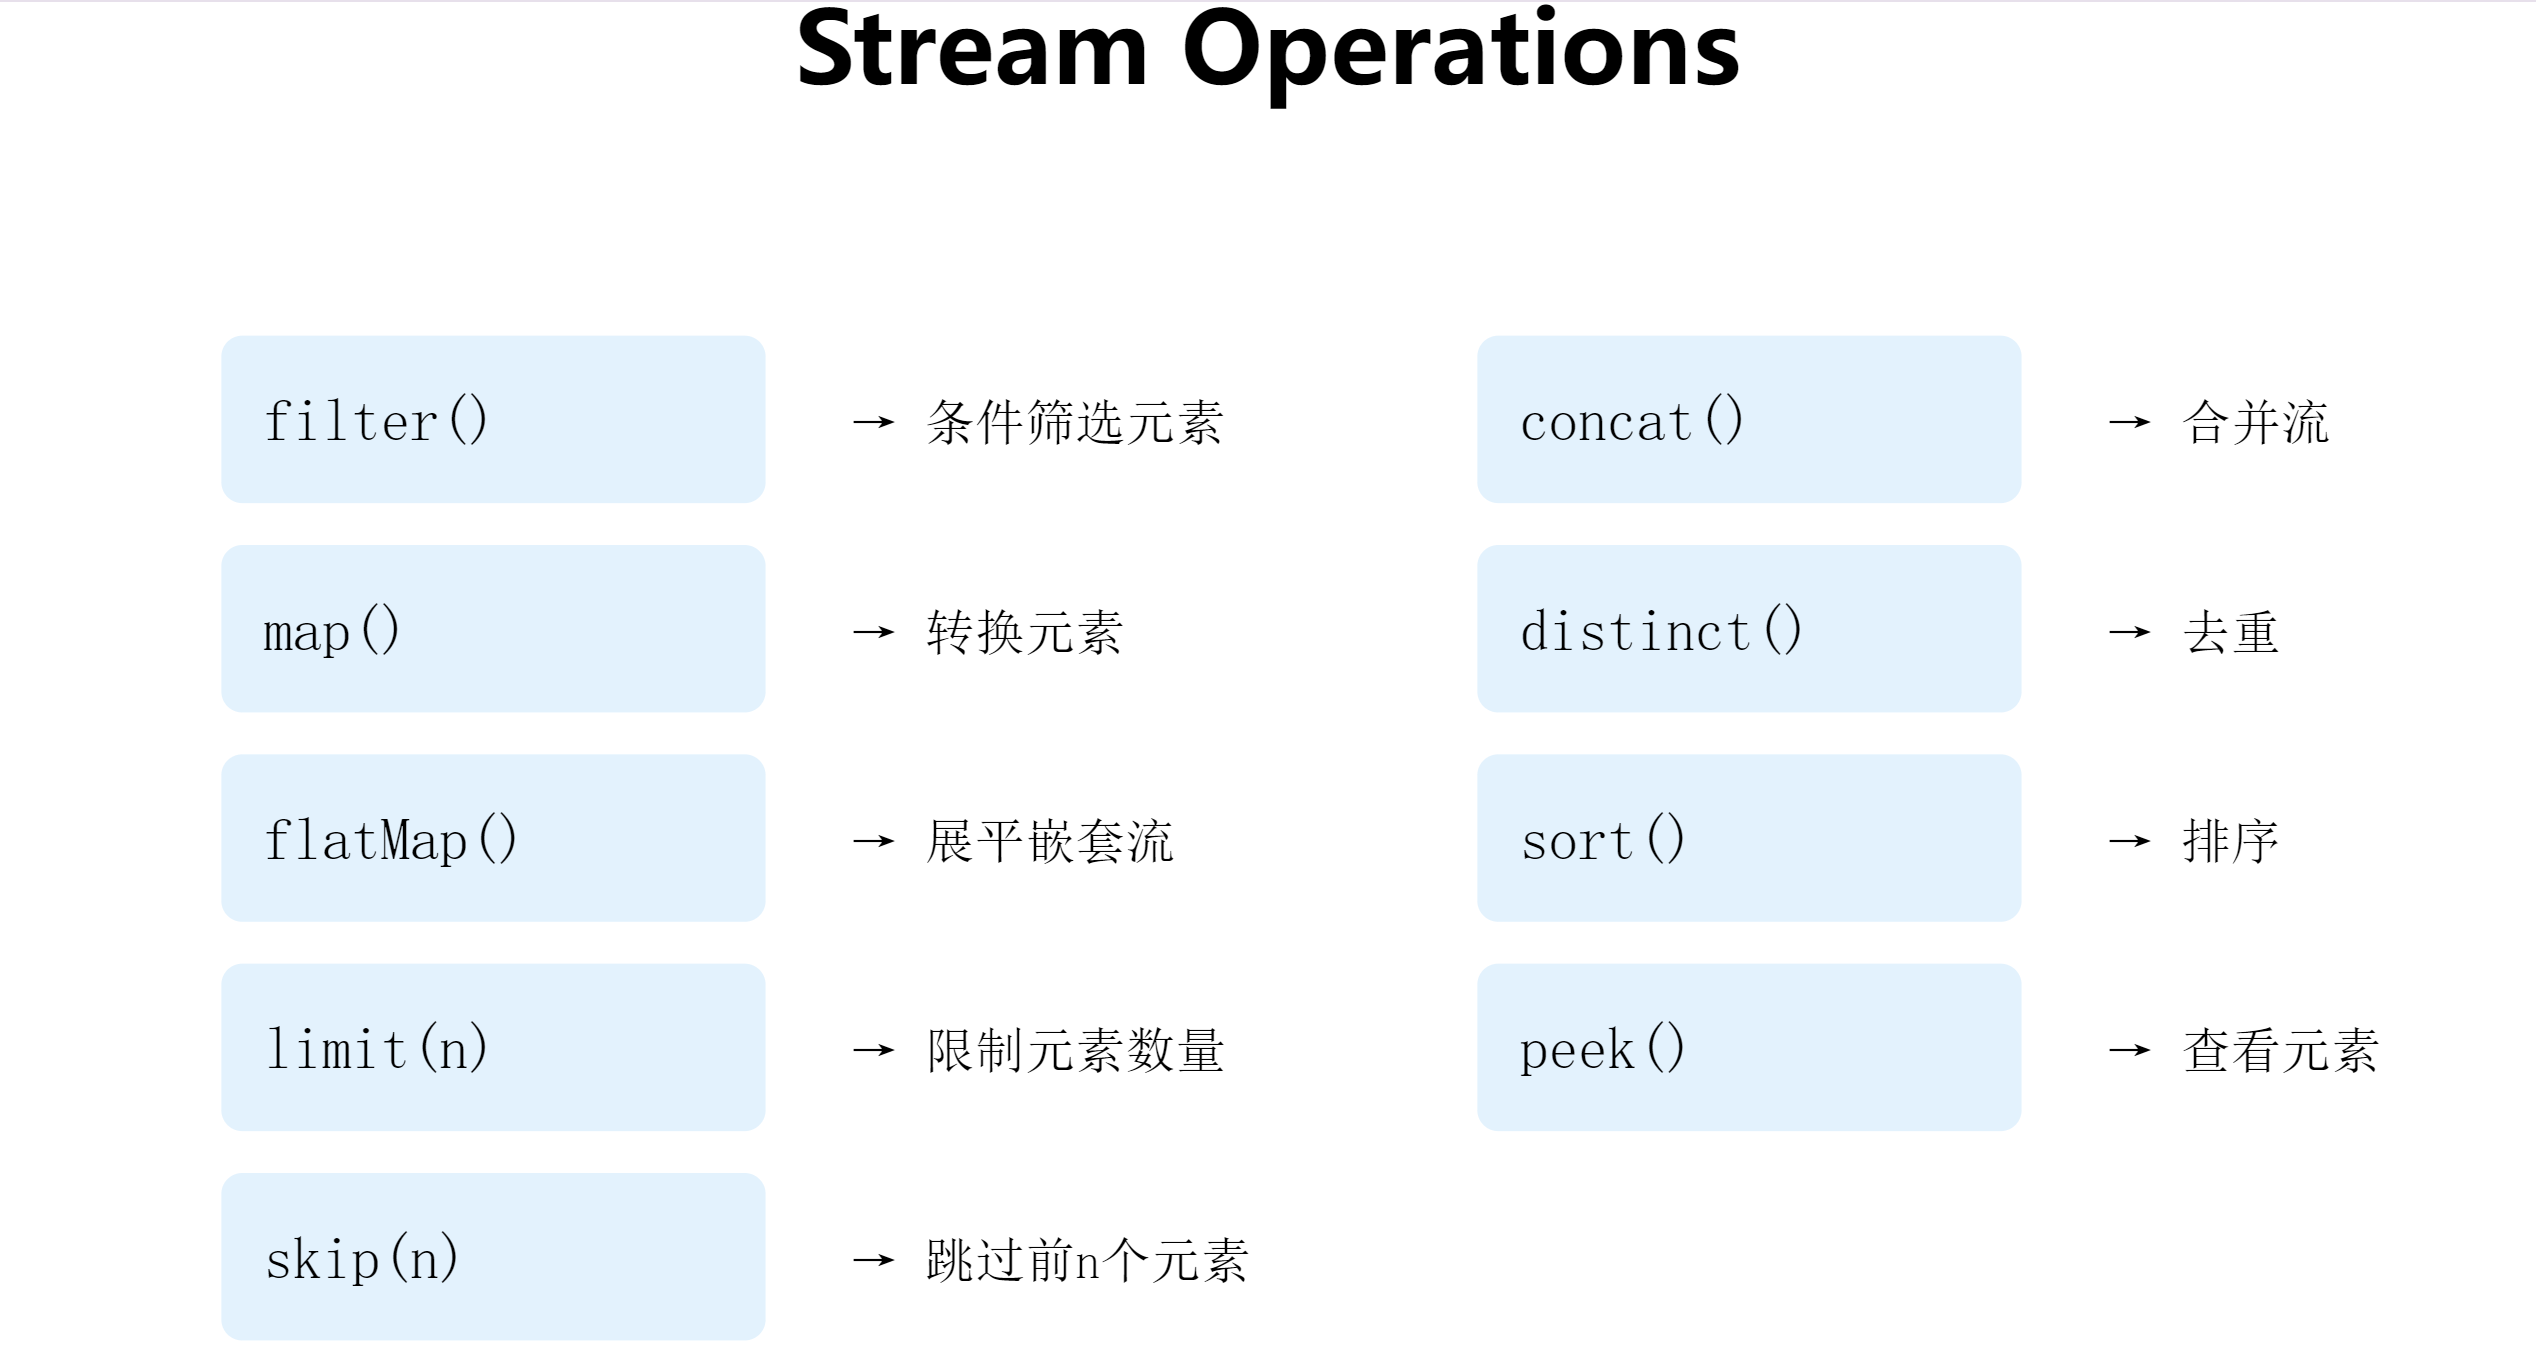 Stream Operations
filter() → 条件筛选元素
map() → 转换元素
flatMap() → 展平嵌套流
limit(n) → 限制元素数量
skip(n) → 跳过前n个元素
concat() → 合并流
distinct() → 去重
sort() → 排序
peek() → 查看元素